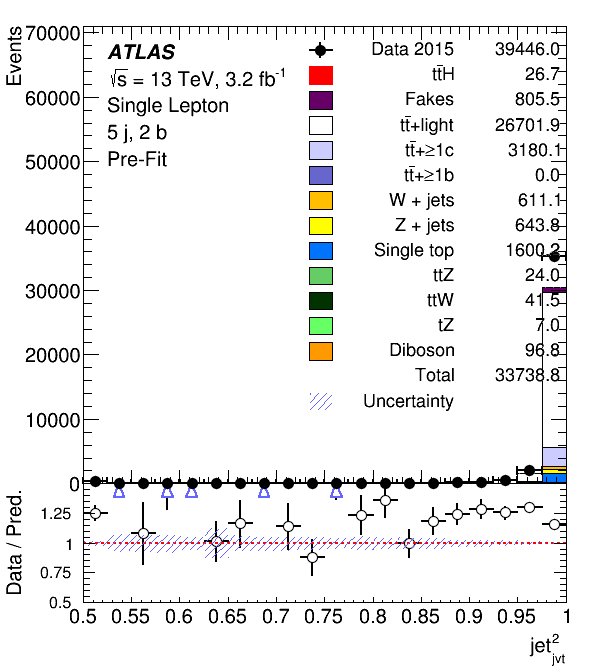 Events
70000
60000
50000
40000
30000
20000
10000
0
ATLAS
√s = 13 TeV, 3.2 fb-1
Single Lepton
5 j, 2 b
Pre-Fit
Data 2015 39446.0
tt̄H 26.7
Fakes 805.5
tt̄+light 26701.9
tt̄+≥1c 3180.1
tt̄+≥1b 0.0
W + jets 611.1
Z + jets 643.8
Single top 1600.2
ttZ 24.0
ttW 41.5
tZ 7.0
Diboson 96.8
Total 33738.8
Uncertainty
Data / Pred.
1.25
1
0.75
0.5
0.5 0.55 0.6 0.65 0.7 0.75 0.8 0.85 0.9 0.95 1
jet2jvt